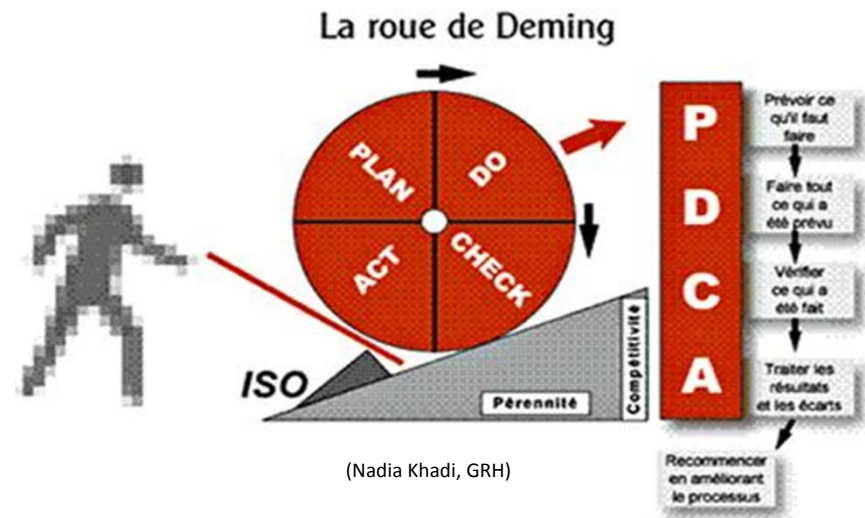 La roue de Deming
PLAN
DO
ACT
CHECK
ISO
Pérennité
Compétitivité
P
D
C
A
Prévoir ce
qu'il faut
faire
Faire tout
ce qui a
été prévu
Vérifier
ce qui a
été fait
Traiter les
résultats
et les écarts
Recommencer
en améliorant
le processus
(Nadia Khadi, GRH)